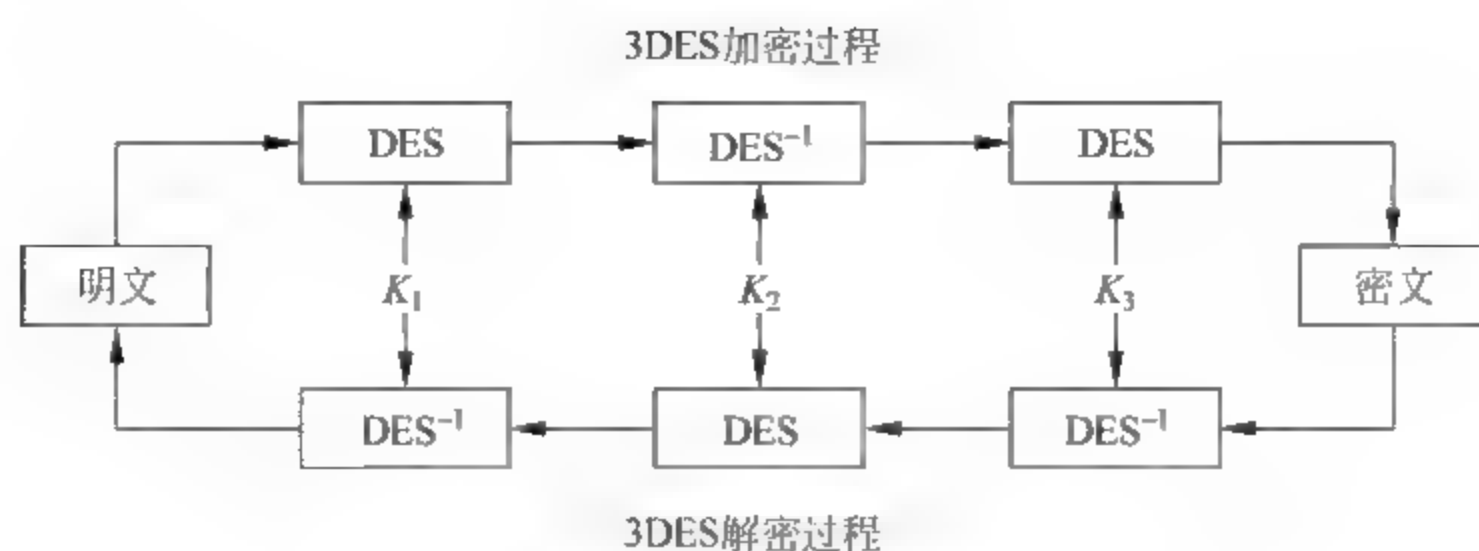 3DES加密过程
DES DES⁻¹ DES
明文 K₁ K₂ K₃ 密文
DES⁻¹ DES DES⁻¹
3DES解密过程